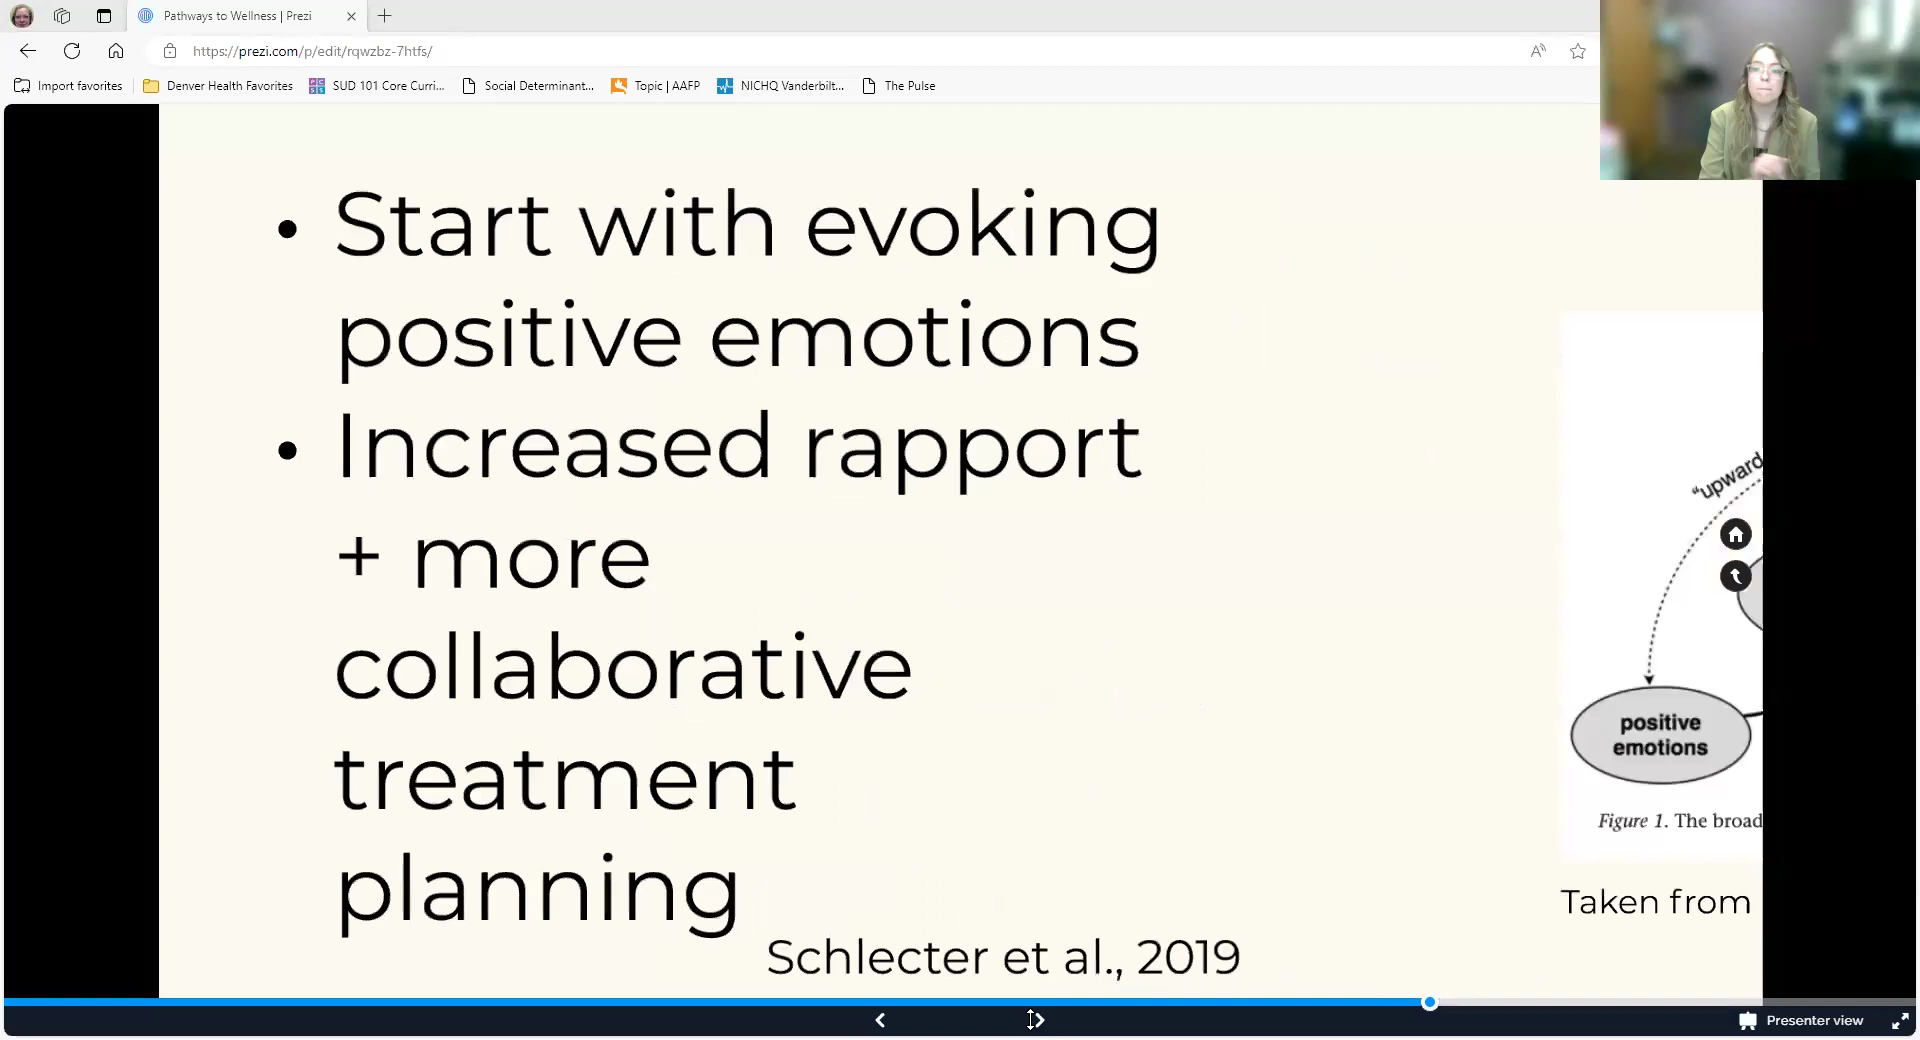 Pathways to Wellness | Prezi
https://prezi.com/p/edit/rqwzbz-7htfs/
Import favorites
Denver Health Favorites
SUD 101 Core Curri...
Social Determinant...
Topic | AAFP
NICHQ Vanderbilt...
The Pulse
• Start with evoking
positive emotions
• Increased rapport
+ more
collaborative
treatment
planning
Schlecter et al., 2019
"upward
positive
emotions
Figure 1. The broad
Taken from
Presenter view